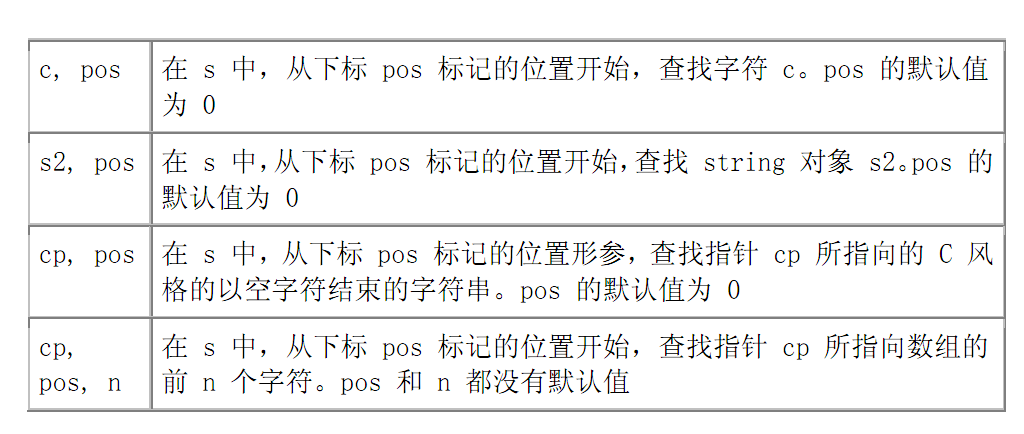 c, pos 在 s 中，从下标 pos 标记的位置开始，查找字符 c。pos 的默认值
为 0
s2, pos 在 s 中，从下标 pos 标记的位置开始，查找 string 对象 s2。pos 的
默认值为 0
cp, pos 在 s 中，从下标 pos 标记的位置形参，查找指针 cp 所指向的 C 风
格的以空字符结束的字符串。pos 的默认值为 0
cp, 在 s 中，从下标 pos 标记的位置开始，查找指针 cp 所指向数组的
pos, n 前 n 个字符。pos 和 n 都没有默认值